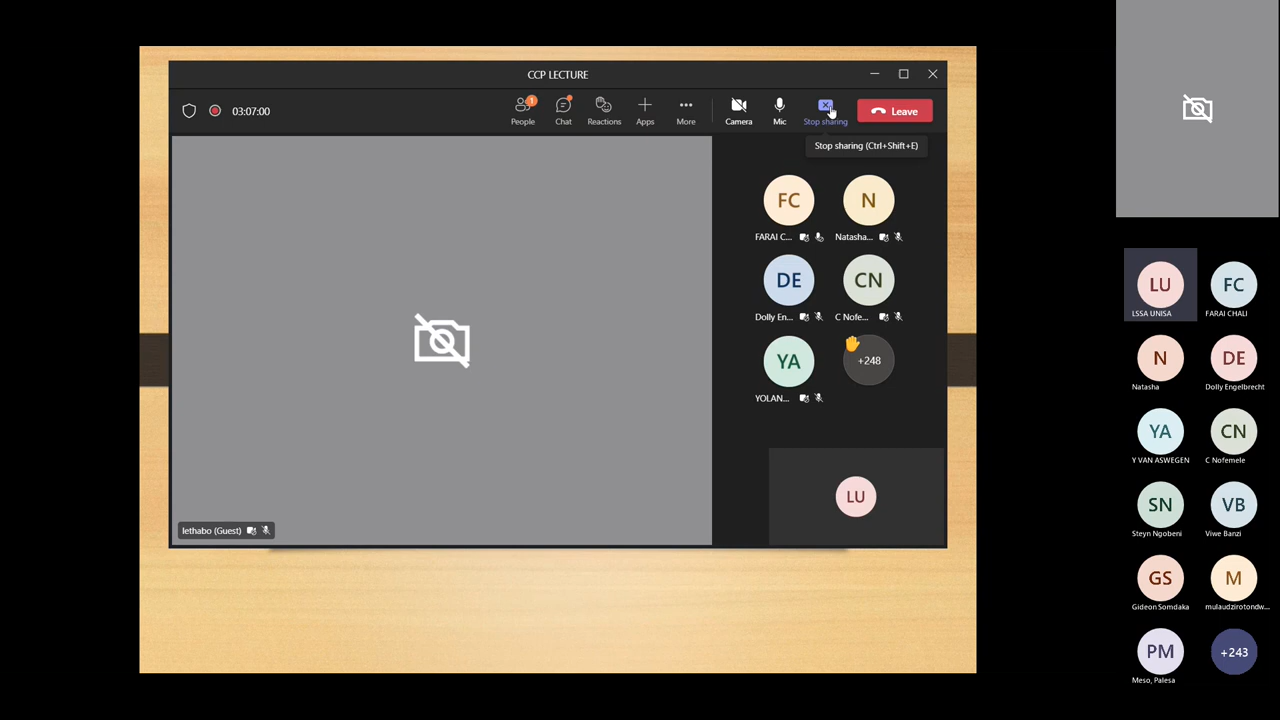 CCP LECTURE
03:07:00
1
People
Chat
Reactions
Apps
More
Camera
Mic
Stop sharing
Leave
Stop sharing (Ctrl+Shift+E)
FC
N
FARAI C...
Natasha...
DE
CN
Dolly En...
C Nofe...
YA
+248
YOLAN...
LU
lethabo (Guest)
LU
FC
LSSA UNISA
FARAI CHALI
N
DE
Natasha
Dolly Engelbrecht
YA
CN
Y VAN ASWEGEN
C Nofemele
SN
VB
Steyn Ngobeni
Viwe Banzi
GS
M
Gideon Somdaka
mulaudzirotondw...
PM
+243
Meso, Palesa